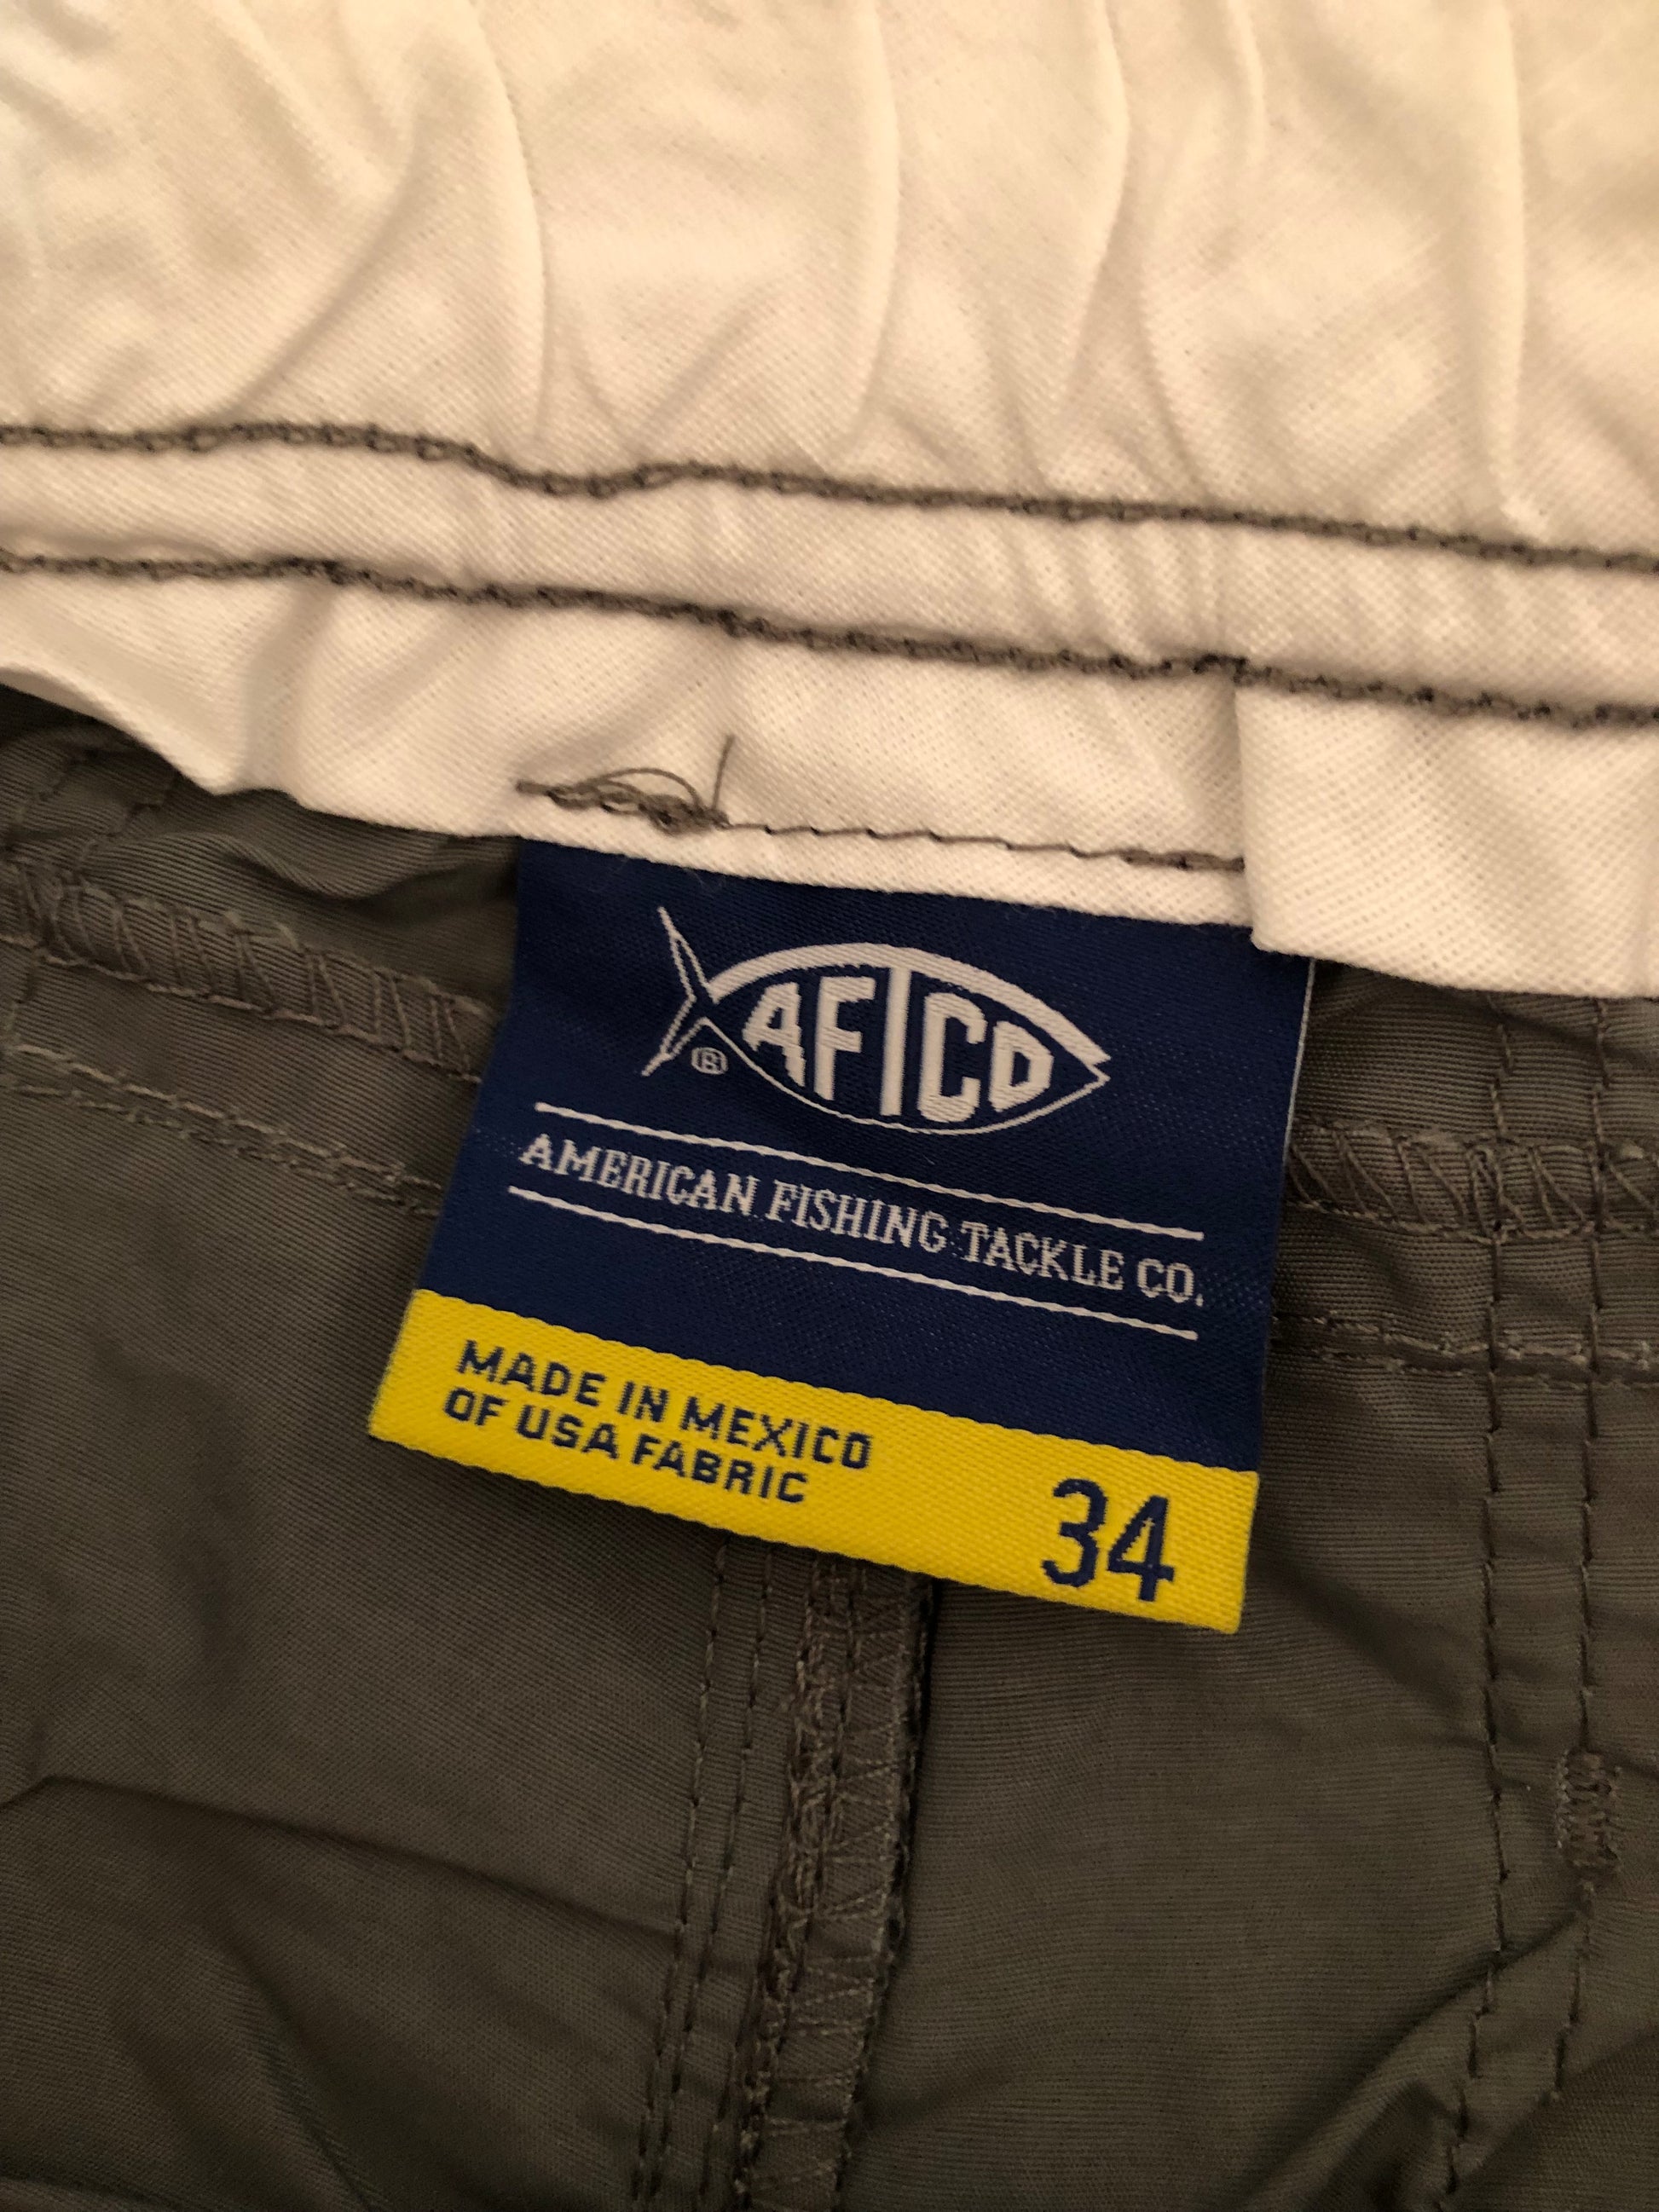 AFTCO
®
AMERICAN FISHING TACKLE CO.
MADE IN MEXICO
OF USA FABRIC
34